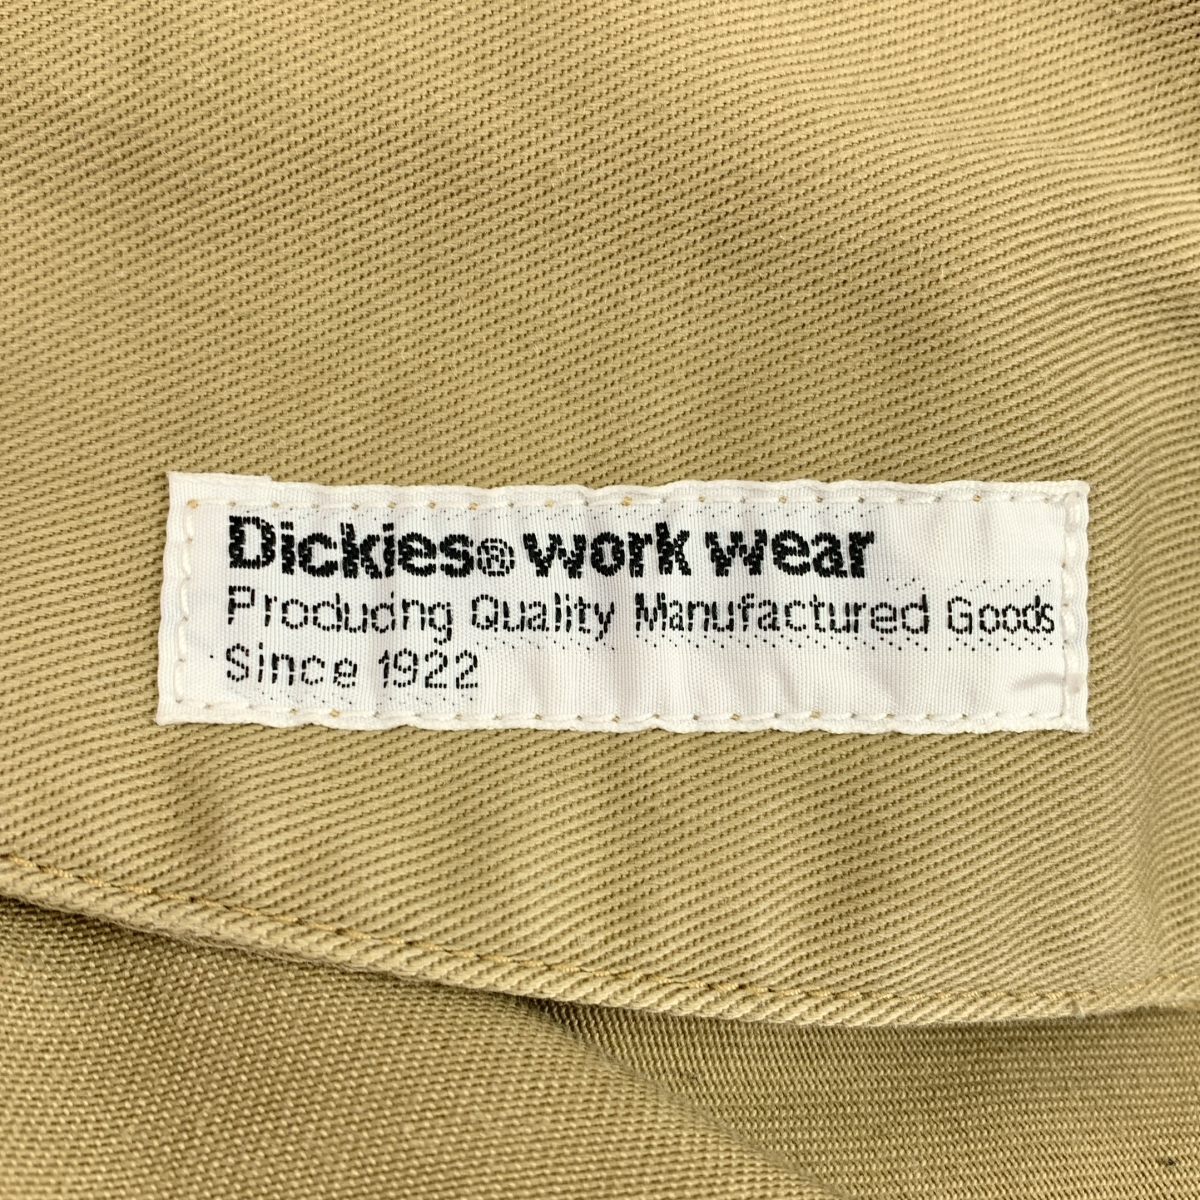 Dickies® work wear
Producing Quality Manufactured Goods
Since 1922